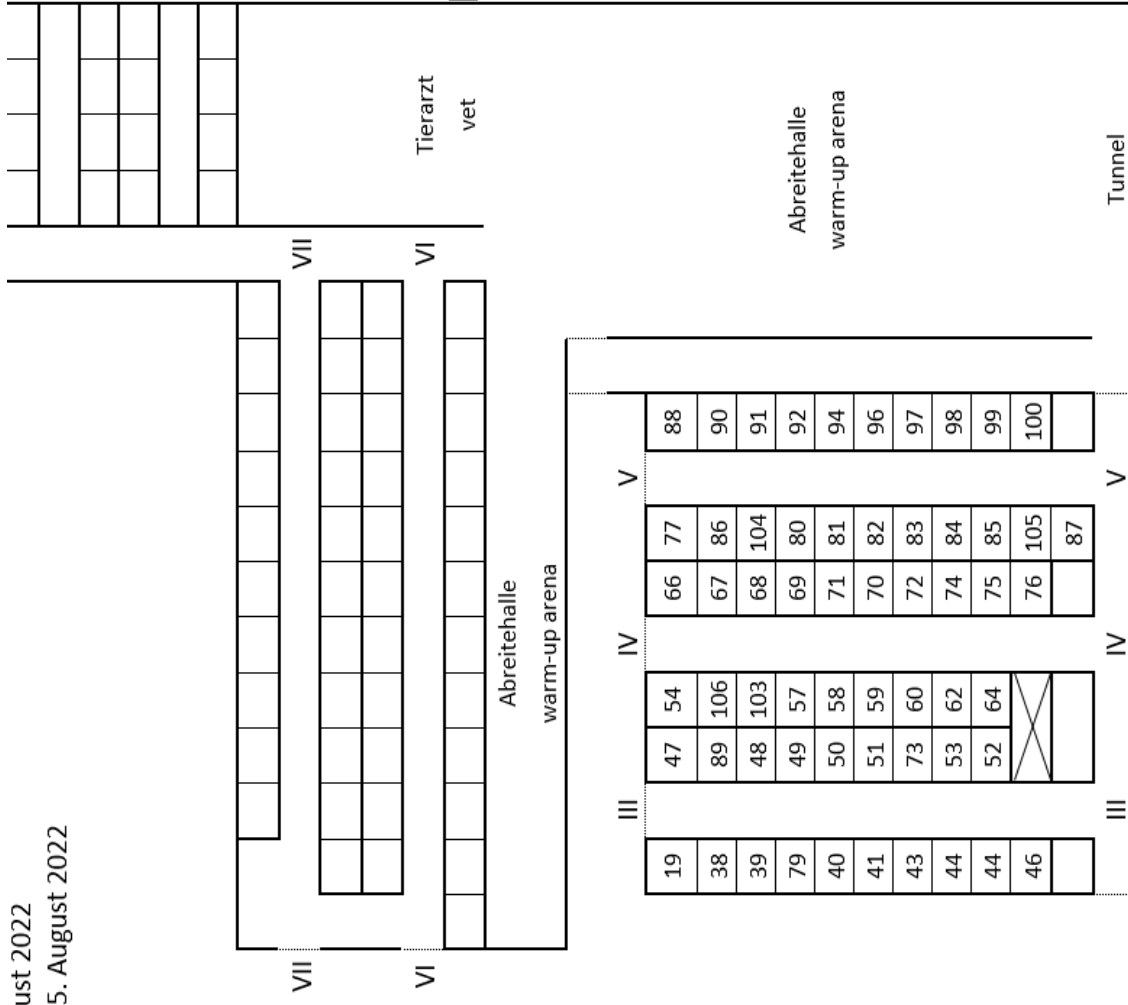 ust 2022
5. August 2022
VII VII
VI VI Tierarzt
vet
Abreitehalle
warm-up arena
III IV V
19 47 54 66 77 88
38 89 106 67 86 90
39 48 103 68 104 91
79 49 57 69 80 92 Abreitehalle
40 50 58 71 81 94 warm-up arena
41 51 59 70 82 96
43 73 60 72 83 97
44 53 62 74 84 98
44 52 64 75 85 99
46 76 105 100
87
III IV V Tunnel